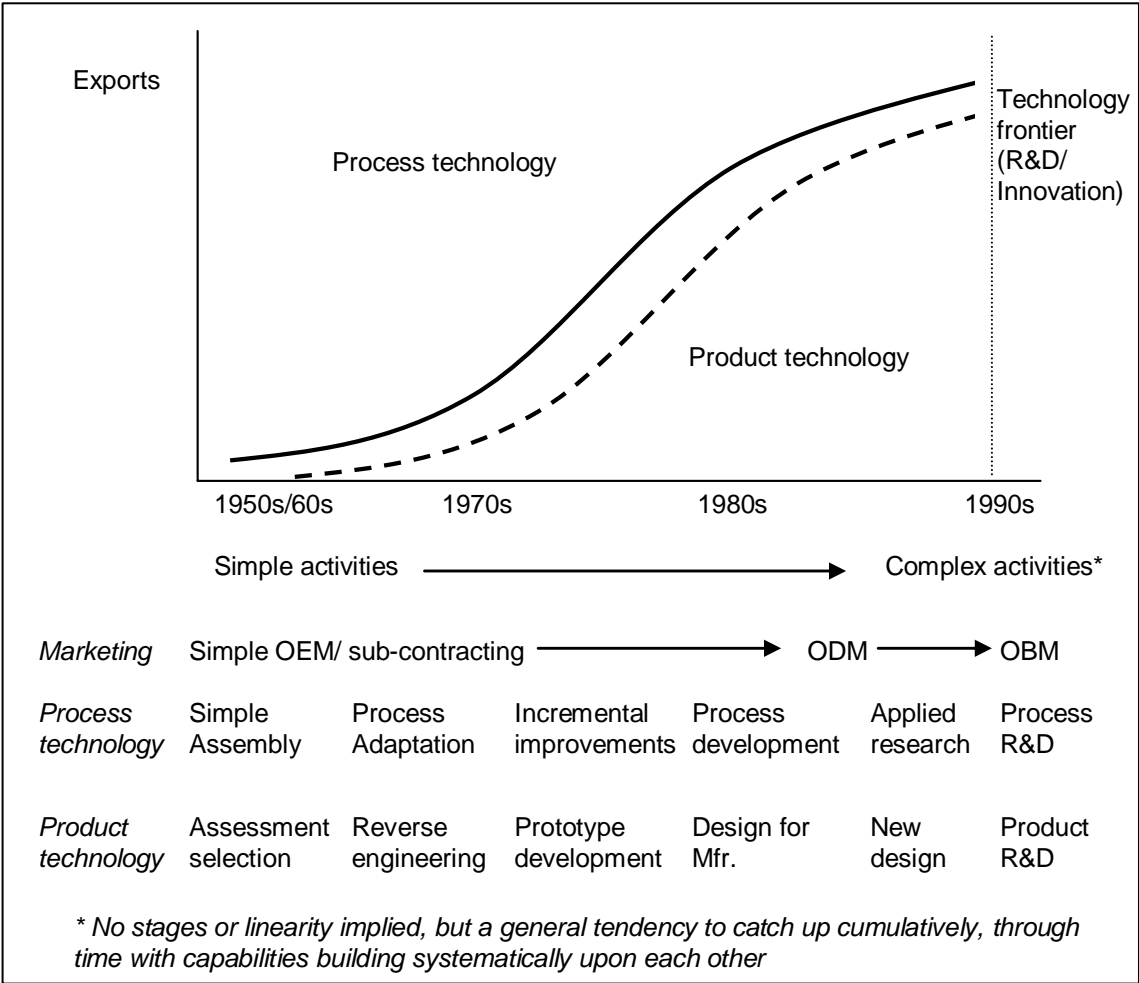 Exports
Technology
frontier
(R&D/
Innovation)
Process technology
Product technology
1950s/60s 1970s 1980s 1990s
Simple activities Complex activities*
Marketing Simple OEM/ sub-contracting ODM OBM
Process Simple Process Incremental Process Applied Process
technology Assembly Adaptation improvements development research R&D
Product Assessment Reverse Prototype Design for New Product
technology selection engineering development Mfr. design R&D
* No stages or linearity implied, but a general tendency to catch up cumulatively, through
time with capabilities building systematically upon each other